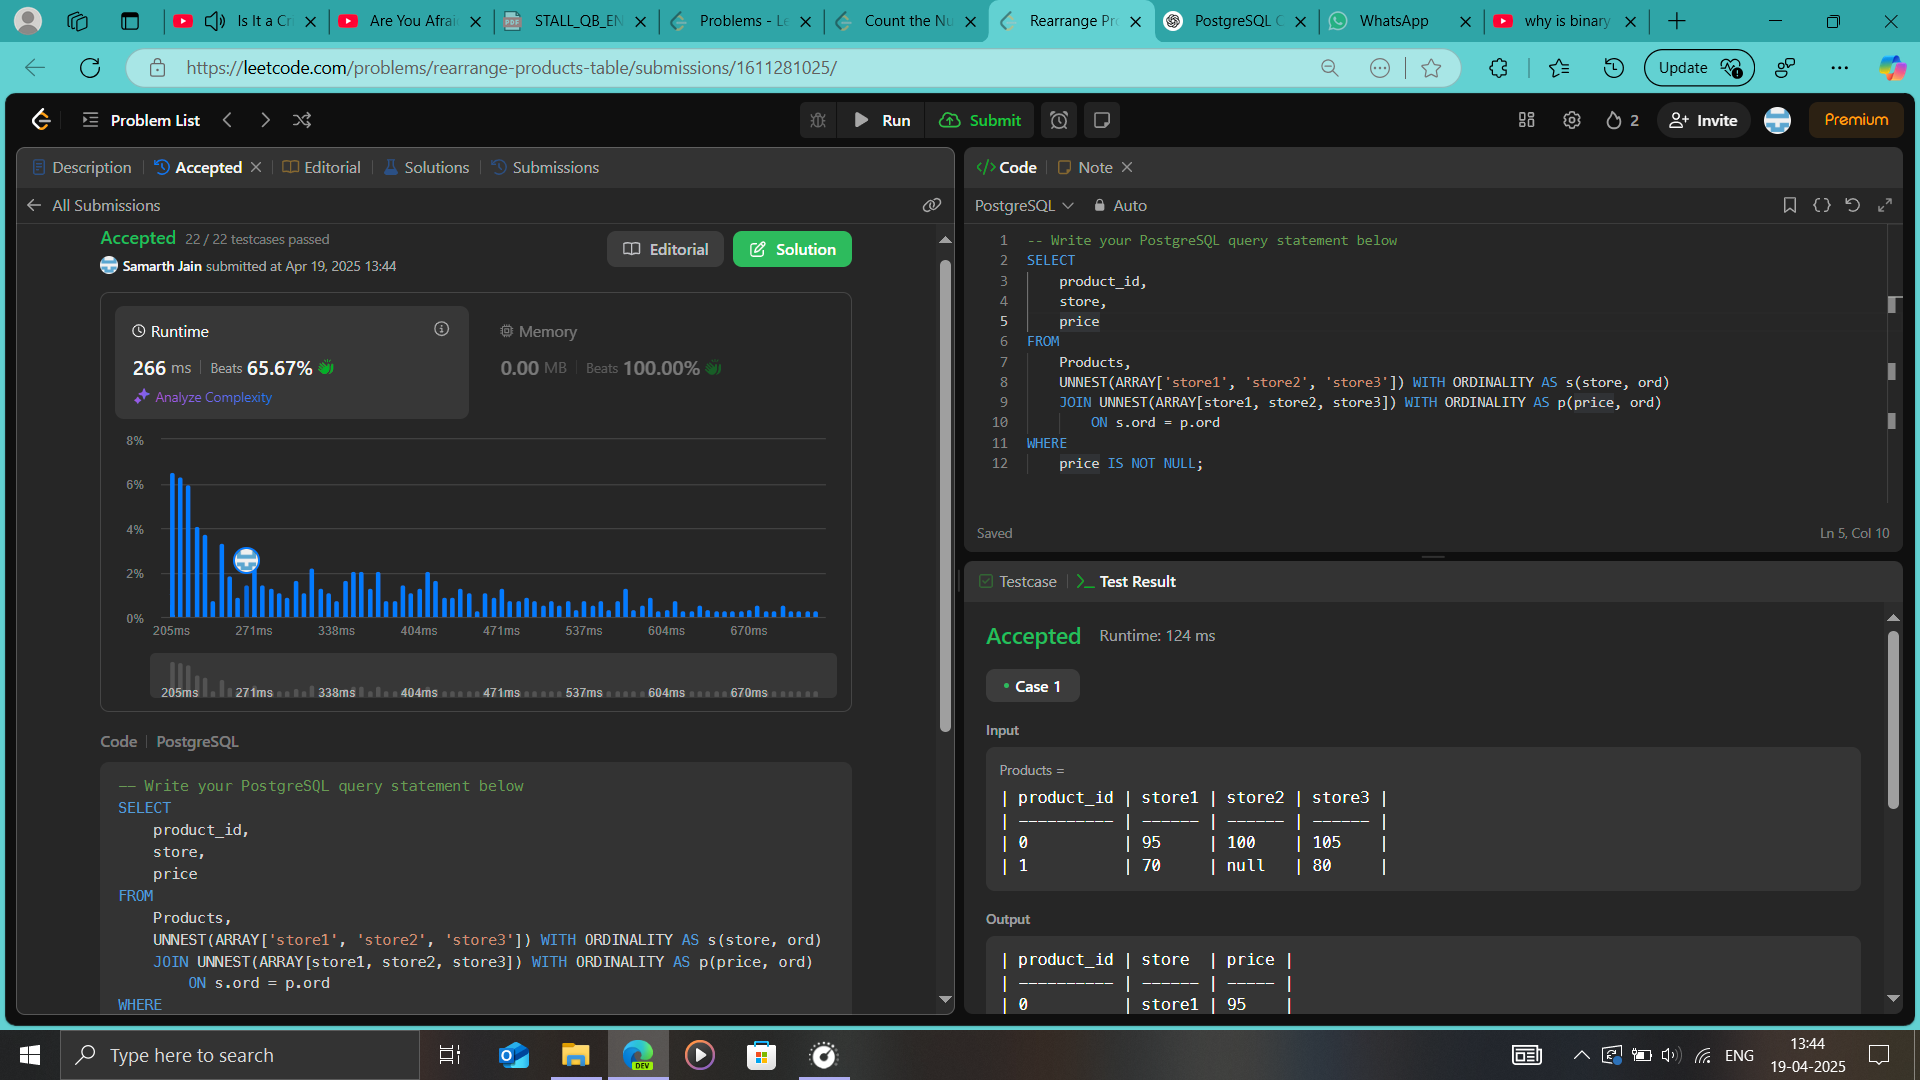 Is It a Cri
Are You Afrai
STALL_QB_EN
Problems - Le
Count the Nu
Rearrange Pro
PostgreSQL C
WhatsApp
why is binary
https://leetcode.com/problems/rearrange-products-table/submissions/1611281025/
Update
Problem List
Run
Submit
2
Invite
Premium
Description
Accepted
Editorial
Solutions
Submissions
All Submissions
Accepted 22 / 22 testcases passed
Samarth Jain submitted at Apr 19, 2025 13:44
Editorial
Solution
Runtime
266 ms Beats 65.67%
Analyze Complexity
Memory
0.00 MB Beats 100.00%
8%
6%
4%
2%
0%
205ms 271ms 338ms 404ms 471ms 537ms 604ms 670ms
205ms 271ms 338ms 404ms 471ms 537ms 604ms 670ms
Code PostgreSQL
-- Write your PostgreSQL query statement below
SELECT
product_id,
store,
price
FROM
Products,
UNNEST(ARRAY['store1', 'store2', 'store3']) WITH ORDINALITY AS s(store, ord)
JOIN UNNEST(ARRAY[store1, store2, store3]) WITH ORDINALITY AS p(price, ord)
ON s.ord = p.ord
WHERE
Code
Note
PostgreSQL
Auto
1 -- Write your PostgreSQL query statement below
2 SELECT
3 product_id,
4 store,
5 price
6 FROM
7 Products,
8 UNNEST(ARRAY['store1', 'store2', 'store3']) WITH ORDINALITY AS s(store, ord)
9 JOIN UNNEST(ARRAY[store1, store2, store3]) WITH ORDINALITY AS p(price, ord)
10 ON s.ord = p.ord
11 WHERE
12 price IS NOT NULL;
Saved
Ln 5, Col 10
Testcase
Test Result
Accepted Runtime: 124 ms
Case 1
Input
Products =
| product_id | store1 | store2 | store3 |
| ---------- | ------ | ------ | ------ |
| 0 | 95 | 100 | 105 |
| 1 | 70 | null | 80 |
Output
| product_id | store | price |
| ---------- | ------ | ----- |
| 0 | store1 | 95 |
Type here to search
DEV
ENG
13:44
19-04-2025